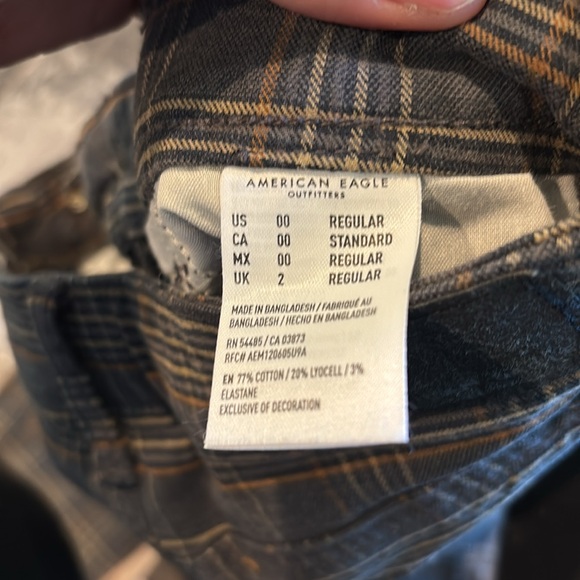 AMERICAN EAGLE
OUTFITTERS
US 00 REGULAR
CA 00 STANDARD
MX 00 REGULAR
UK 2 REGULAR
MADE IN BANGLADESH / FABRIQUÉ AU
BANGLADESH / HECHO EN BANGLADESH
RN 54485 / CA 03873
RFC# AEM120605U9A
EN 77% COTTON / 20% LYOCELL / 3%
ELASTANE
EXCLUSIVE OF DECORATION